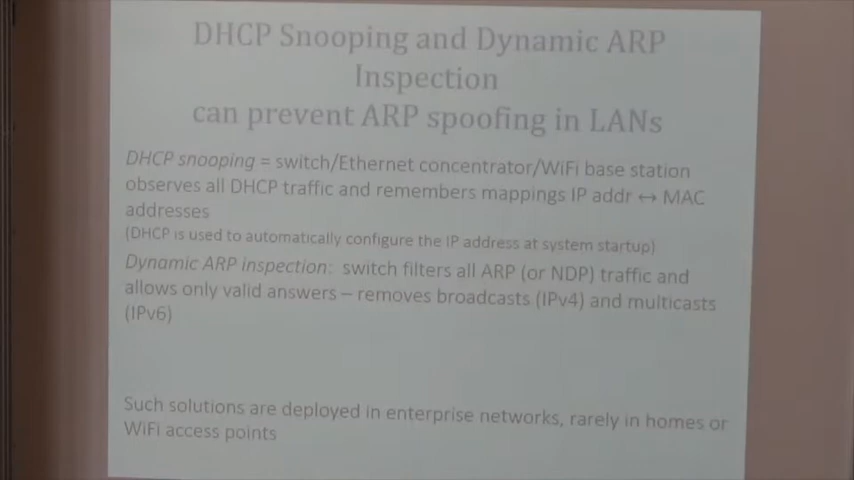 DHCP Snooping and Dynamic ARP
Inspection
can prevent ARP spoofing in LANs
DHCP snooping = switch/Ethernet concentrator/WiFi base station
observes all DHCP traffic and remembers mappings IP addr ↔ MAC
addresses
(DHCP is used to automatically configure the IP address at system startup)
Dynamic ARP inspection: switch filters all ARP (or NDP) traffic and
allows only valid answers – removes broadcasts (IPv4) and multicasts
(IPv6)
Such solutions are deployed in enterprise networks, rarely in homes or
WiFi access points